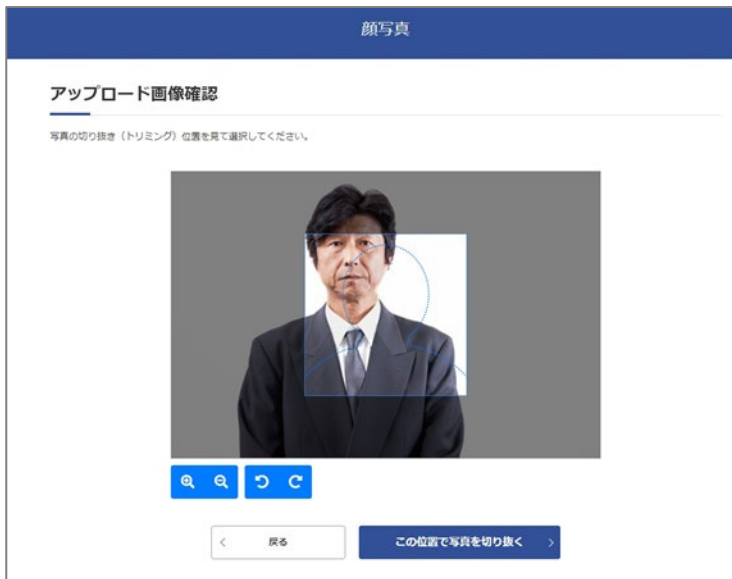 顔写真
アップロード画像確認
写真の切り抜き（トリミング）位置を見て選択してください。
戻る
この位置で写真を切り抜く